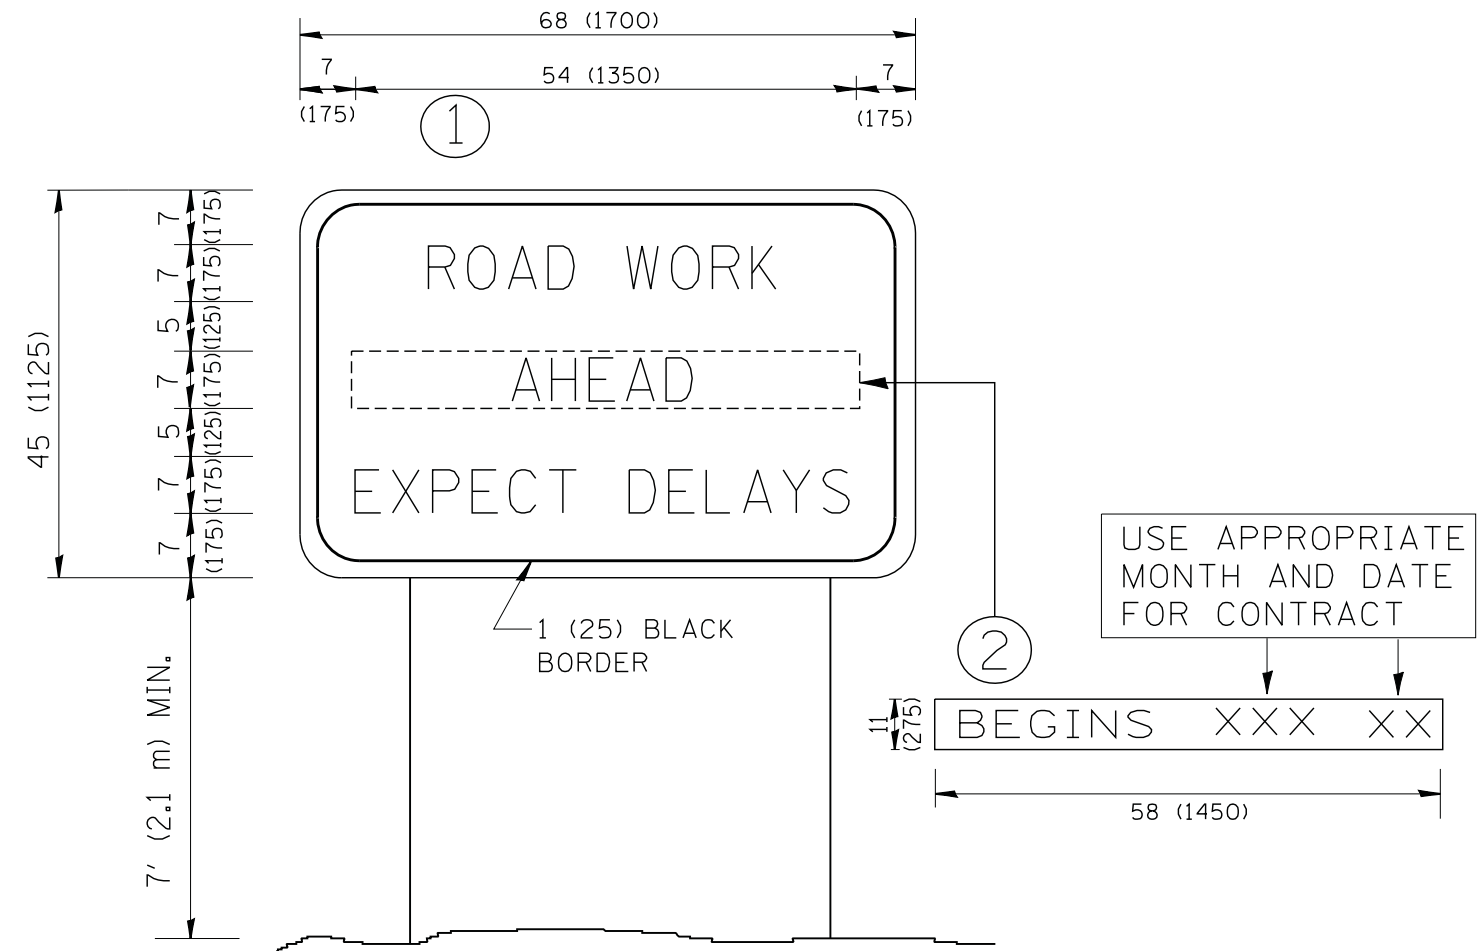 68 (1700)
7
54 (1350)
7
(175)
(175)
1
45 (1125)
7
(175)
7
(175)
5
(125)
7
(175)
5
(125)
7
(175)
7
(175)
ROAD WORK
AHEAD
EXPECT DELAYS
1 (25) BLACK
BORDER
7' (2.1 m) MIN.
USE APPROPRIATE
MONTH AND DATE
FOR CONTRACT
2
11
(275)
BEGINS XXX XX
58 (1450)